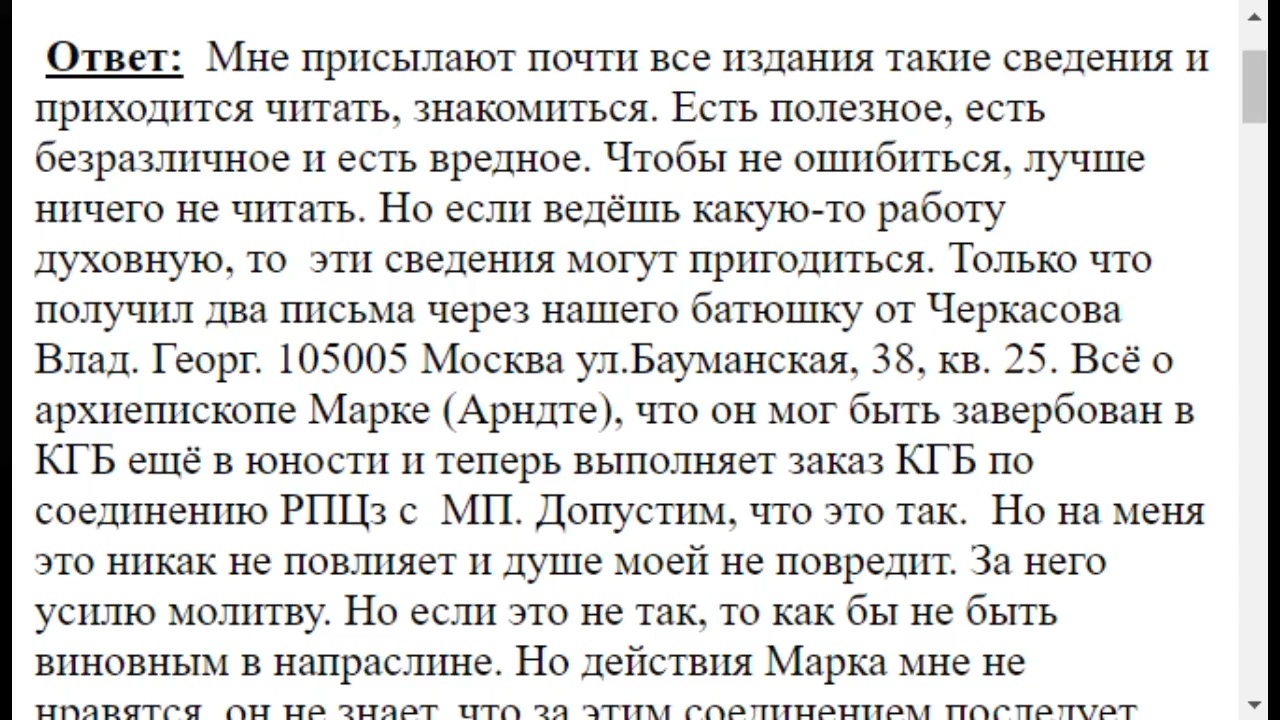 Ответ: Мне присылают почти все издания такие сведения и
приходится читать, знакомиться. Есть полезное, есть
безразличное и есть вредное. Чтобы не ошибиться, лучше
ничего не читать. Но если ведёшь какую-то работу
духовную, то эти сведения могут пригодиться. Только что
получил два письма через нашего батюшку от Черкасова
Влад. Георг. 105005 Москва ул.Бауманская, 38, кв. 25. Всё о
архиепископе Марке (Арндте), что он мог быть завербован в
КГБ ещё в юности и теперь выполняет заказ КГБ по
соединению РПЦз с МП. Допустим, что это так. Но на меня
это никак не повлияет и душе моей не повредит. За него
усилю молитву. Но если это не так, то как бы не быть
виновным в напраслине. Но действия Марка мне не
нравятся, он не знает, что за этим соединением последует